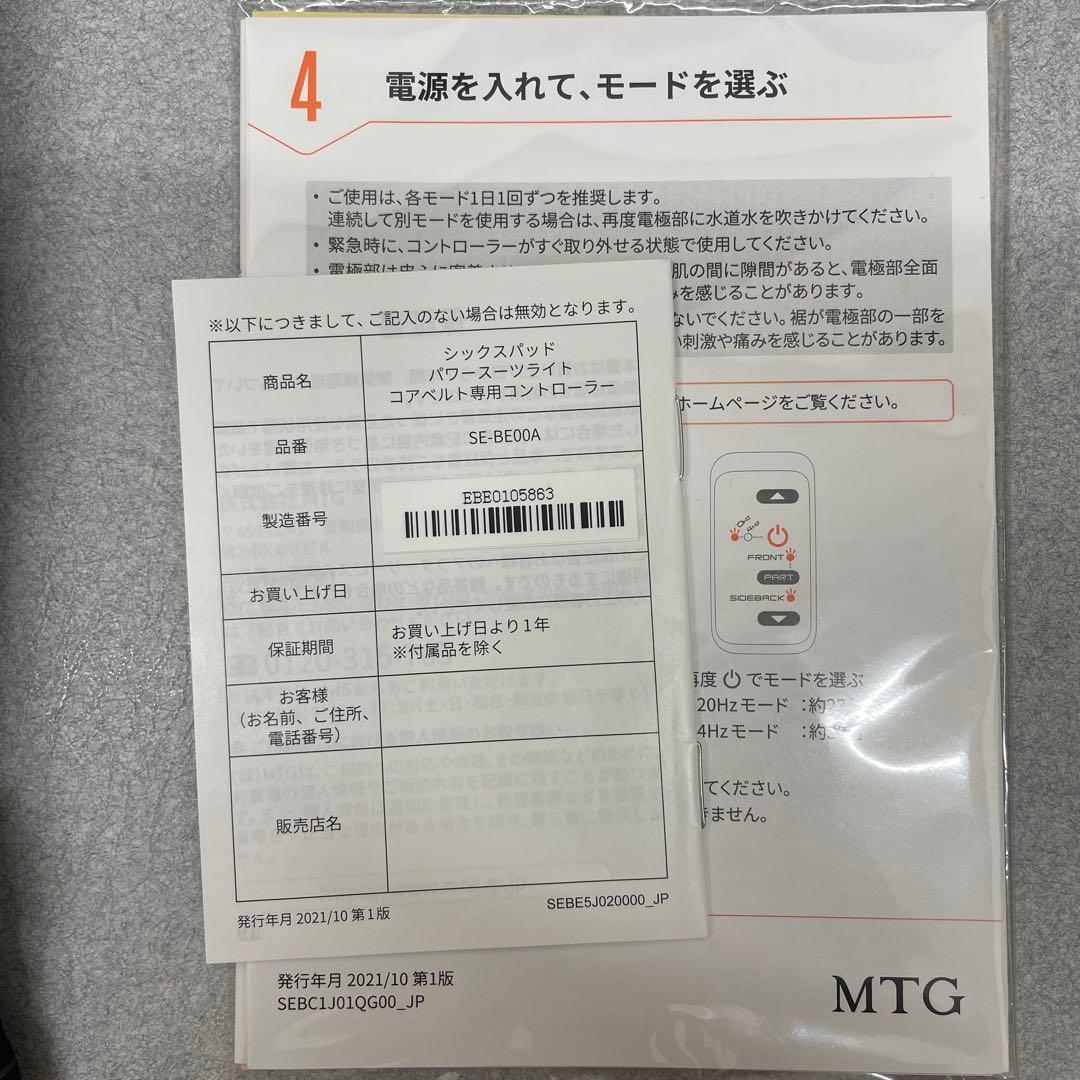 4
電源を入れて、モードを選ぶ
・ご使用は、各モード1日1回ずつを推奨します。
連続して別モードを使用する場合は、再度電極部に水道水を吹きかけてください。
・緊急時に、コントローラーがすぐ取り外せる状態で使用してください。
肌の間に隙間があると、電極部全面
を感じることがあります。
ないでください。裾が電極部の一部を
い刺激や痛みを感じることがあります。
ホームページをご覧ください。
FRONT
PART
SIDEBACK
再度 でモードを選ぶ
20Hzモード :約
4Hzモード :約
てください。
きません。
※以下につきまして、ご記入のない場合は無効となります。
商品名
シックスパッド
パワースーツライト
コアベルト専用コントローラー
品番
SE-BE00A
製造番号
EBE0105863
お買い上げ日
保証期間
お買い上げ日より1年
※付属品を除く
お客様
（お名前、ご住所、
電話番号）
販売店名
発行年月 2021/10 第1版
SEBE5J020000_JP
発行年月 2021/10 第1版
SEBC1J01QG00_JP
MTG